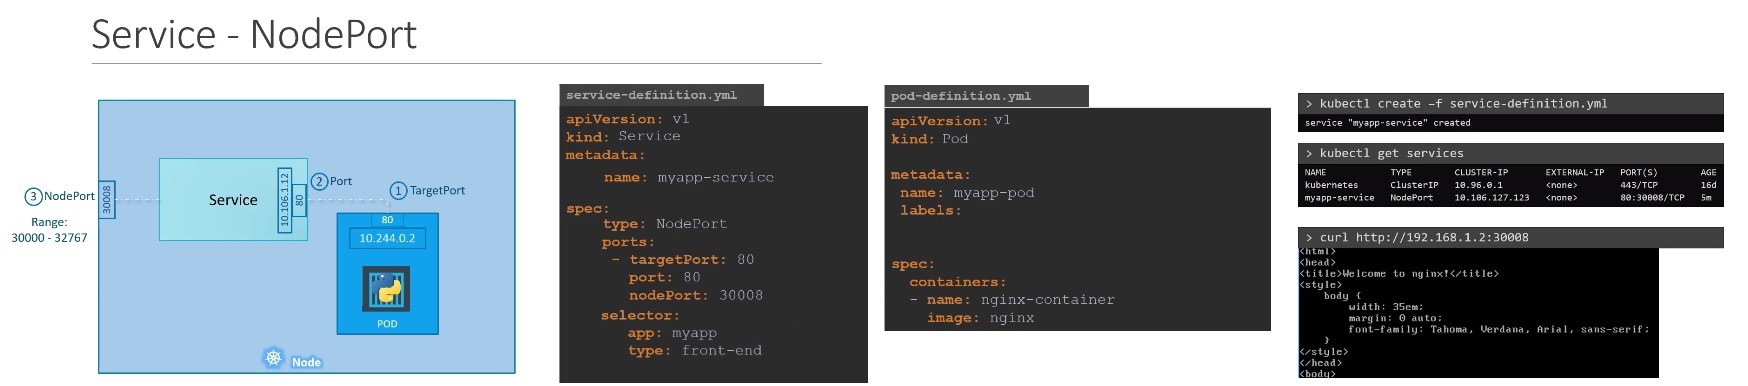 Service - NodePort
3 NodePort
Range:
30000 - 32767
30008
Service
10.106.1.12
80
2 Port
1 TargetPort
80
10.244.0.2
POD
Node
service-definition.yml
apiVersion: v1
kind: Service
metadata:
name: myapp-service
spec:
type: NodePort
ports:
- targetPort: 80
port: 80
nodePort: 30008
selector:
app: myapp
type: front-end
pod-definition.yml
apiVersion: v1
kind: Pod
metadata:
name: myapp-pod
labels:
spec:
containers:
- name: nginx-container
image: nginx
> kubectl create –f service-definition.yml
service "myapp-service" created
> kubectl get services
NAME TYPE CLUSTER-IP EXTERNAL-IP PORT(S) AGE
kubernetes ClusterIP 10.96.0.1 <none> 443/TCP 16d
myapp-service NodePort 10.106.127.123 <none> 80:30008/TCP 5m
> curl http://192.168.1.2:30008
<html>
<head>
<title>Welcome to nginx!</title>
<style>
body {
width: 35em;
margin: 0 auto;
font-family: Tahoma, Verdana, Arial, sans-serif;
}
</style>
</head>
<body>